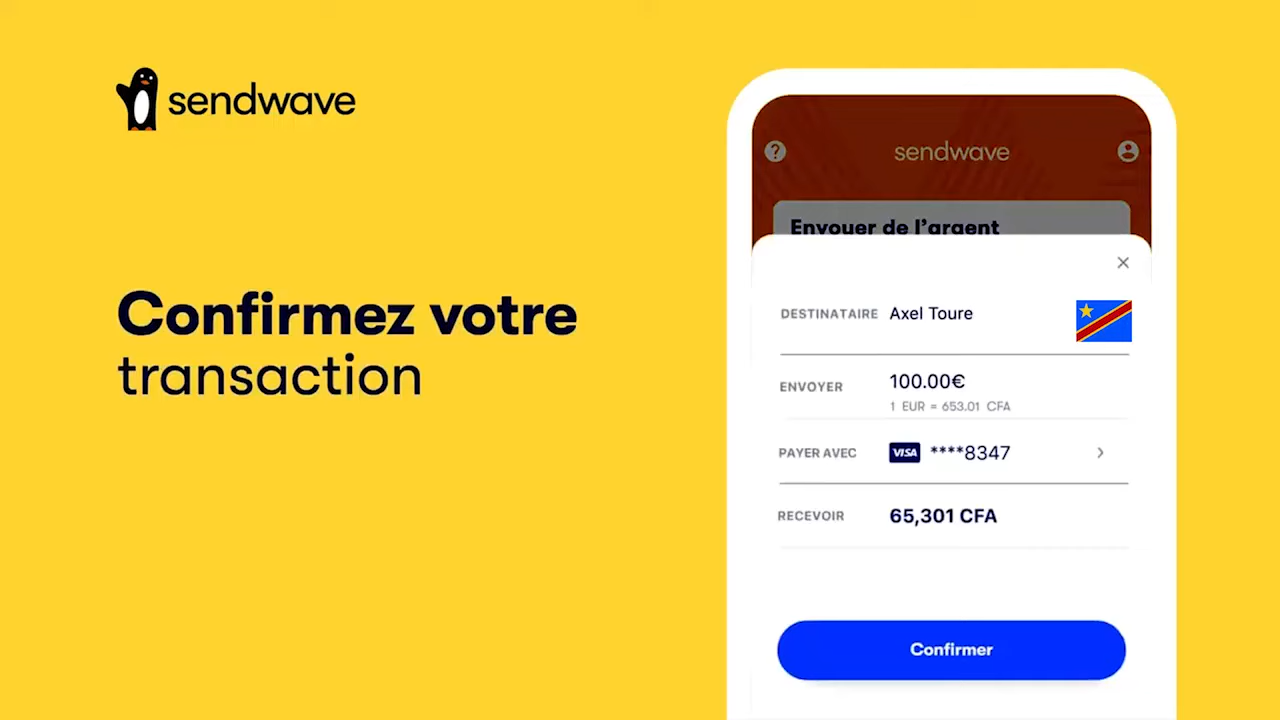 sendwave
Confirmez votre
transaction
sendwave
Envouer de l'argent
DESTINATAIRE Axel Toure
ENVOYER 100.00€
1 EUR = 653.01 CFA
PAYER AVEC VISA ****8347
RECEVOIR 65,301 CFA
Confirmer